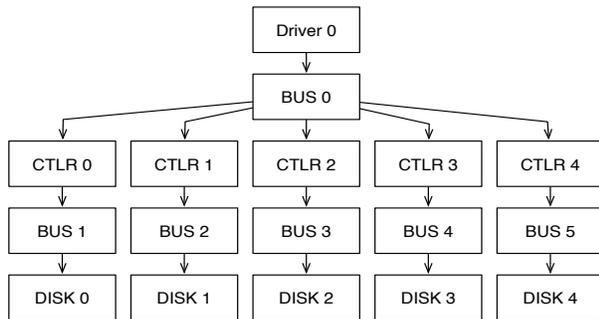 Driver 0
BUS 0
CTLR 0 CTLR 1 CTLR 2 CTLR 3 CTLR 4
BUS 1 BUS 2 BUS 3 BUS 4 BUS 5
DISK 0 DISK 1 DISK 2 DISK 3 DISK 4